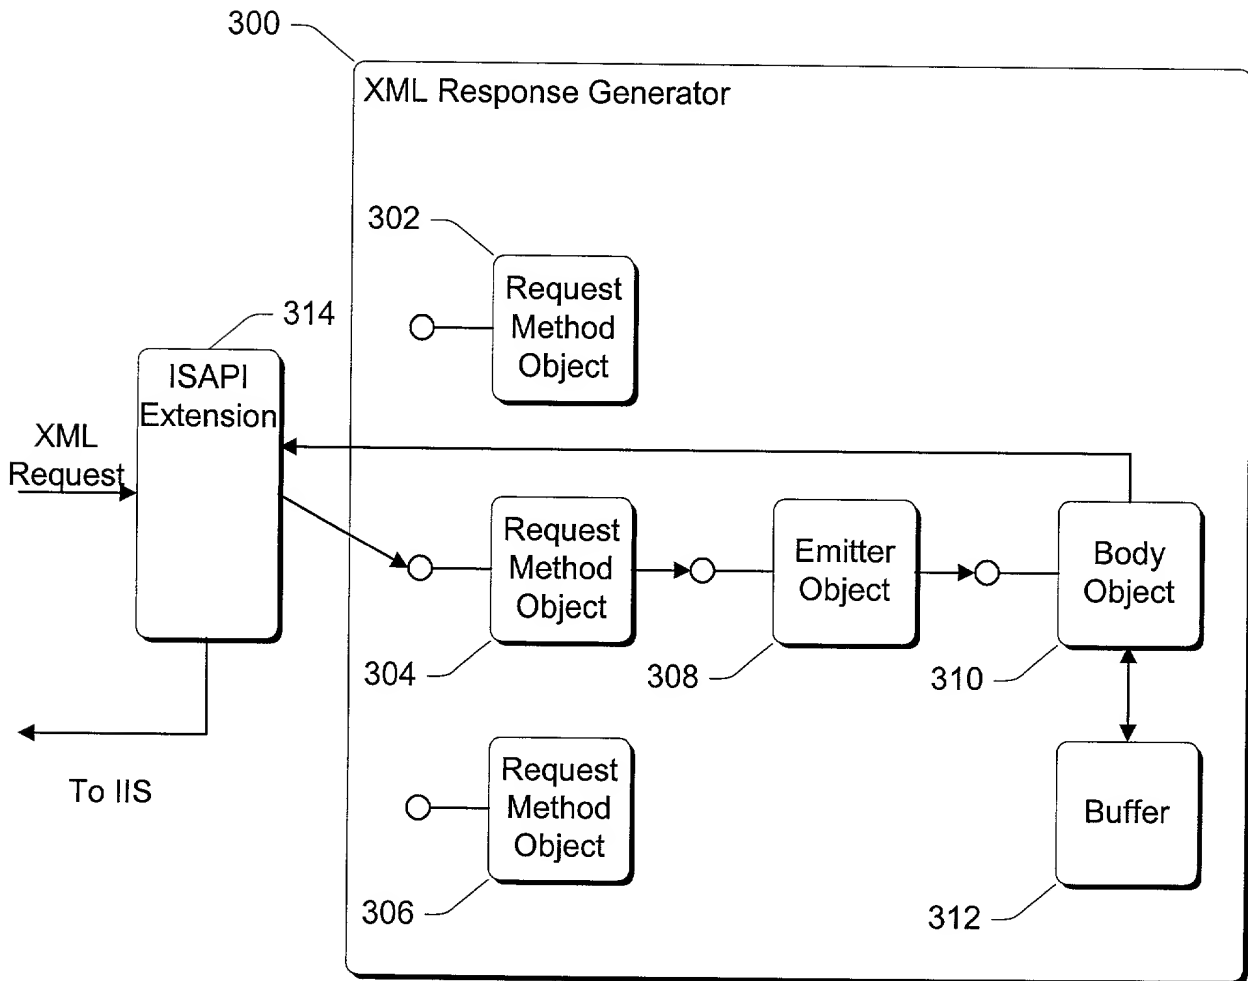 300
XML Response Generator
302
Request
Method
Object
314
ISAPI
Extension
XML
Request
Request
Method
Object
304
Emitter
Object
308
Body
Object
310
To IIS
Request
Method
Object
306
Buffer
312